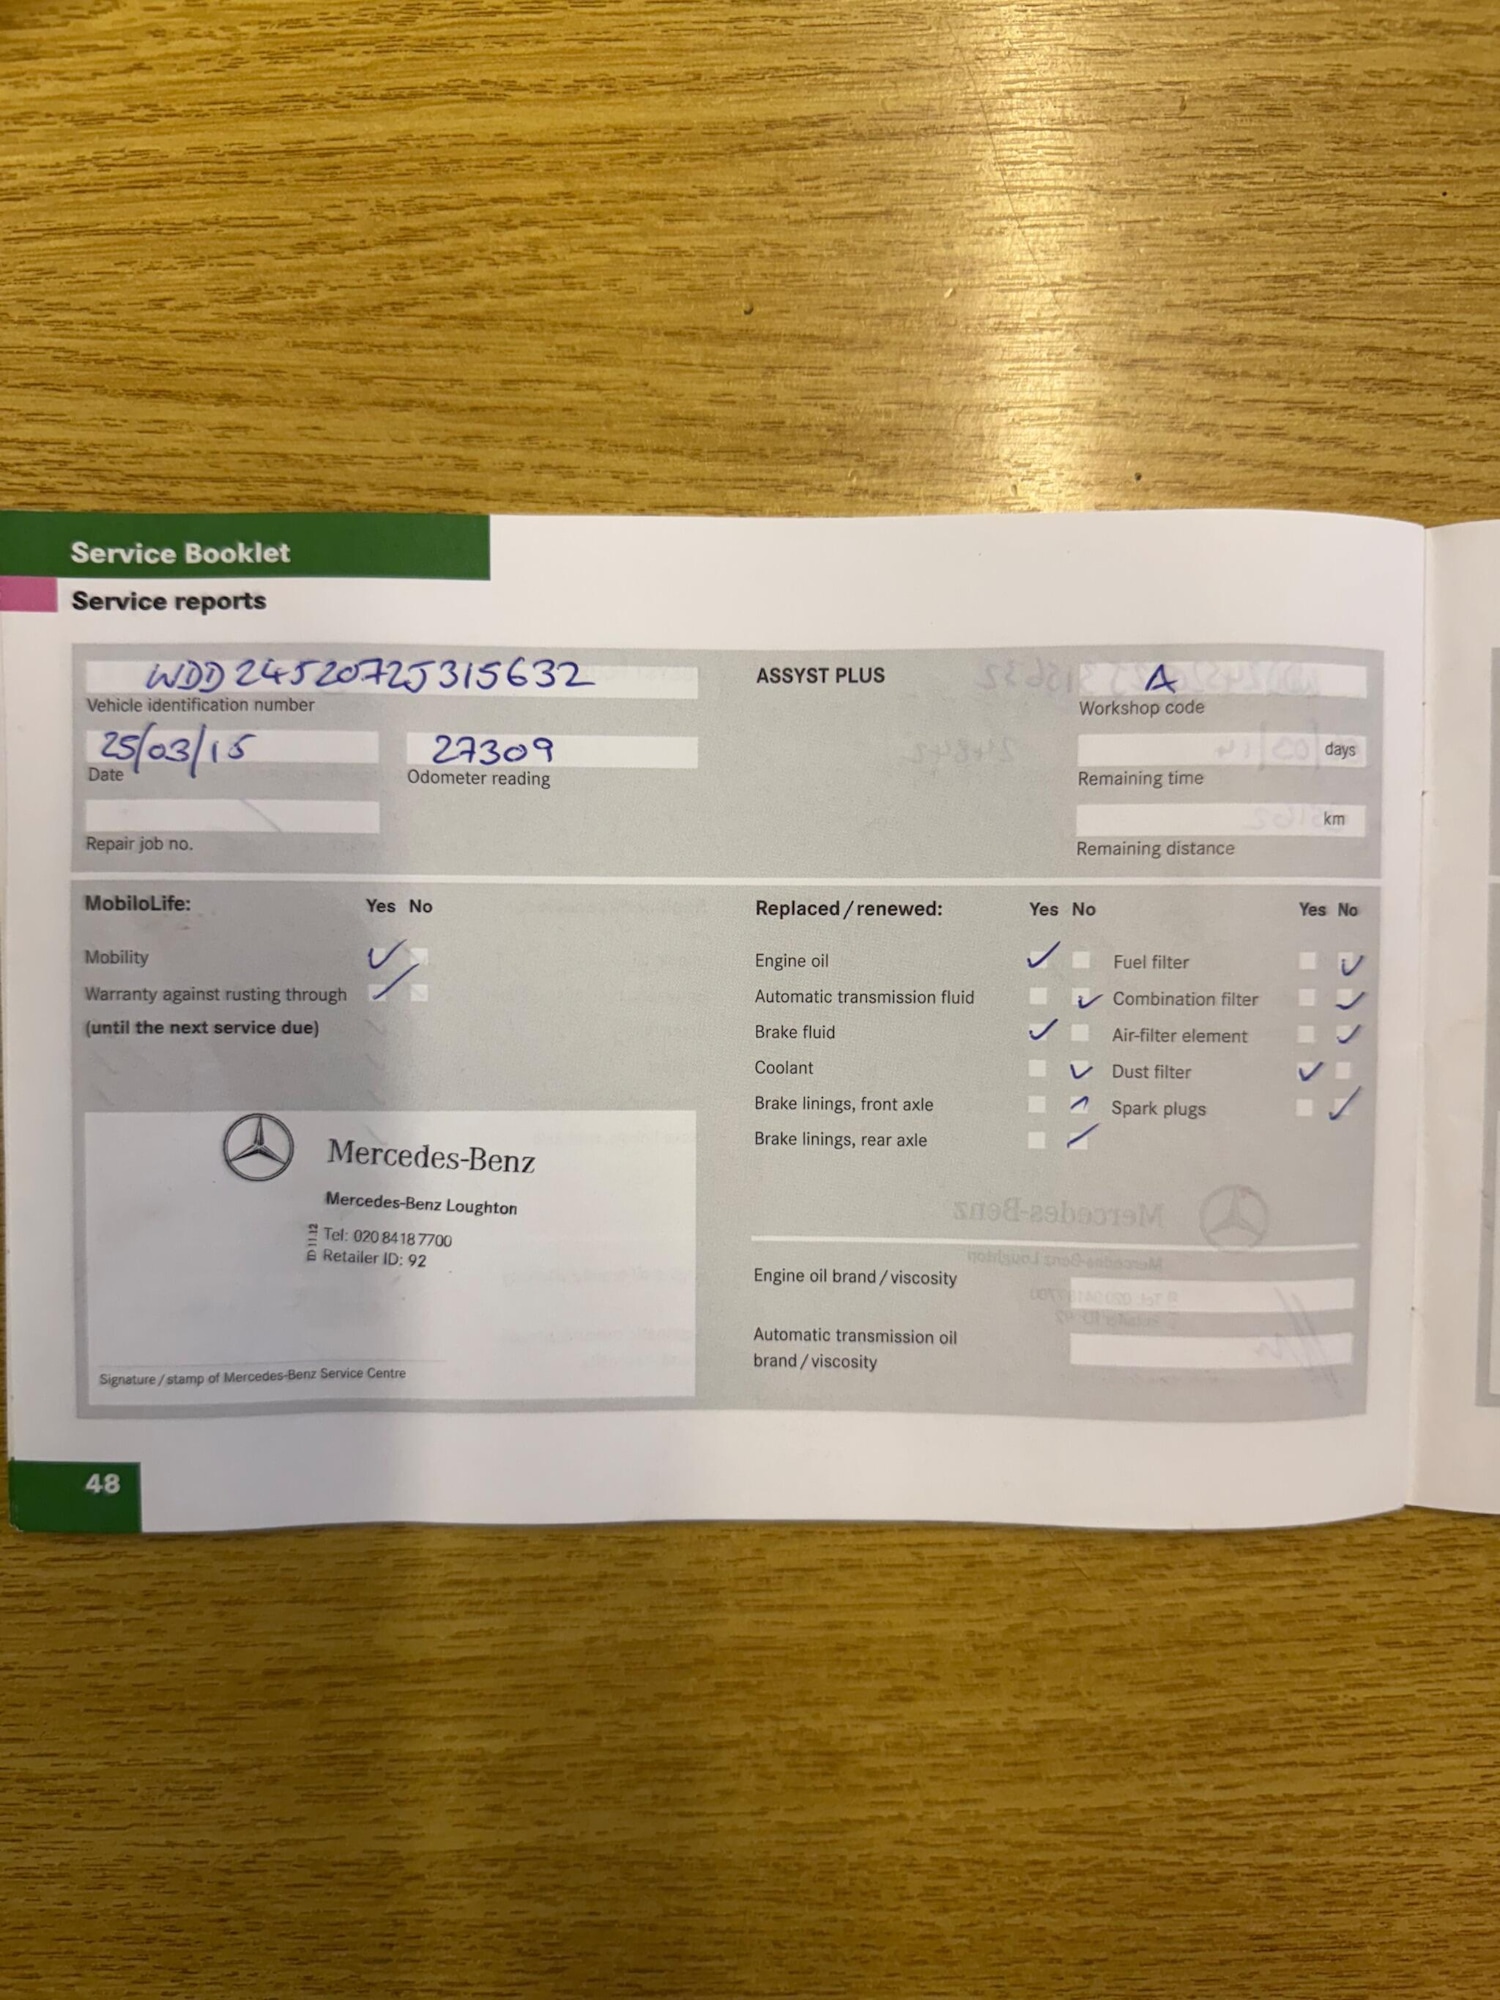 Service Booklet
Service reports
WDD2452072J315632
Vehicle identification number
25/03/15
Date
27309
Odometer reading
Repair job no.
ASSYST PLUS
A
Workshop code
days
Remaining time
km
Remaining distance
MobiloLife: Yes No
Mobility
Warranty against rusting through
(until the next service due)
Mercedes-Benz
Mercedes-Benz Loughton
Tel: 020 8418 7700
Retailer ID: 92
Signature / stamp of Mercedes-Benz Service Centre
Replaced / renewed: Yes No Yes No
Engine oil Fuel filter
Automatic transmission fluid Combination filter
Brake fluid Air-filter element
Coolant Dust filter
Brake linings, front axle Spark plugs
Brake linings, rear axle
Engine oil brand / viscosity
Automatic transmission oil
brand / viscosity
48